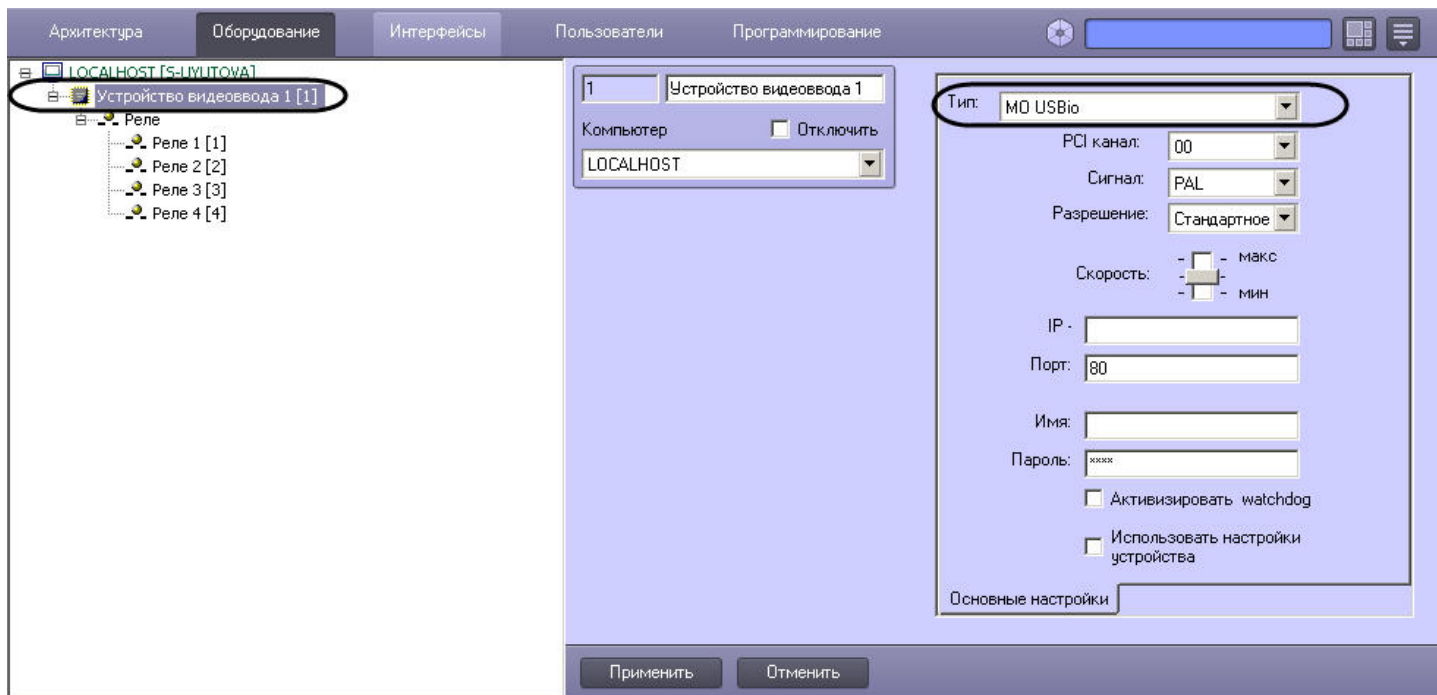 Архитектура Оборудование Интерфейсы Пользователи Программирование
LOCALHOST [S-UYUTOVA]
Устройство видеоввода 1 [1]
Реле
Реле 1 [1]
Реле 2 [2]
Реле 3 [3]
Реле 4 [4]
1 Устройство видеоввода 1
Компьютер Отключить
LOCALHOST
Тип: МО USBio
PCI канал: 00
Сигнал: PAL
Разрешение: Стандартное
- - макс
Скорость: - -
- - мин
IP -
Порт: 80
Имя:
Пароль: ××××
Активизировать watchdog
Использовать настройки
устройства
Основные настройки
Применить Отменить